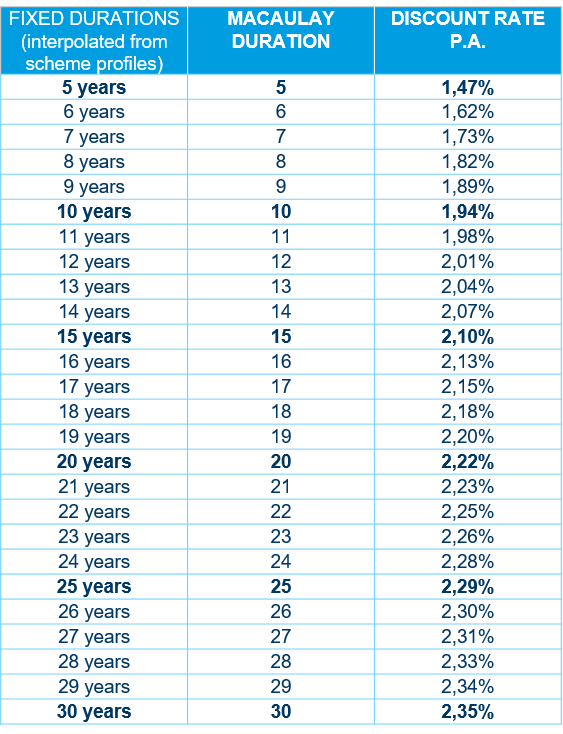 FIXED DURATIONS
(interpolated from
scheme profiles)
MACAULAY
DURATION
DISCOUNT RATE
P.A.
5 years 5 1,47%
6 years 6 1,62%
7 years 7 1,73%
8 years 8 1,82%
9 years 9 1,89%
10 years 10 1,94%
11 years 11 1,98%
12 years 12 2,01%
13 years 13 2,04%
14 years 14 2,07%
15 years 15 2,10%
16 years 16 2,13%
17 years 17 2,15%
18 years 18 2,18%
19 years 19 2,20%
20 years 20 2,22%
21 years 21 2,23%
22 years 22 2,25%
23 years 23 2,26%
24 years 24 2,28%
25 years 25 2,29%
26 years 26 2,30%
27 years 27 2,31%
28 years 28 2,33%
29 years 29 2,34%
30 years 30 2,35%